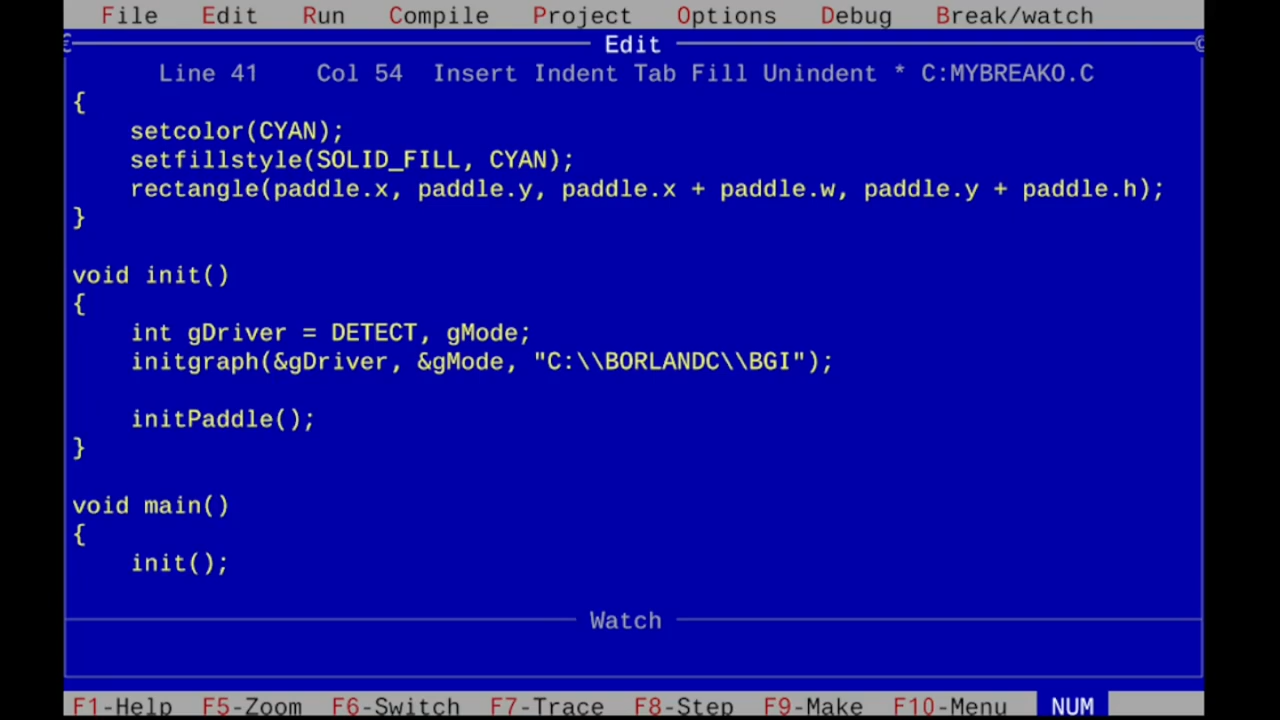 File Edit Run Compile Project Options Debug Break/watch
Edit
Line 41 Col 54 Insert Indent Tab Fill Unindent * C:MYBREAKO.C
{
    setcolor(CYAN);
    setfillstyle(SOLID_FILL, CYAN);
    rectangle(paddle.x, paddle.y, paddle.x + paddle.w, paddle.y + paddle.h);
}
void init()
{
    int gDriver = DETECT, gMode;
    initgraph(&gDriver, &gMode, "C:\\BORLANDC\\BGI");
    initPaddle();
}
void main()
{
    init();
Watch
F1-Help F5-Zoom F6-Switch F7-Trace F8-Step F9-Make F10-Menu NUM